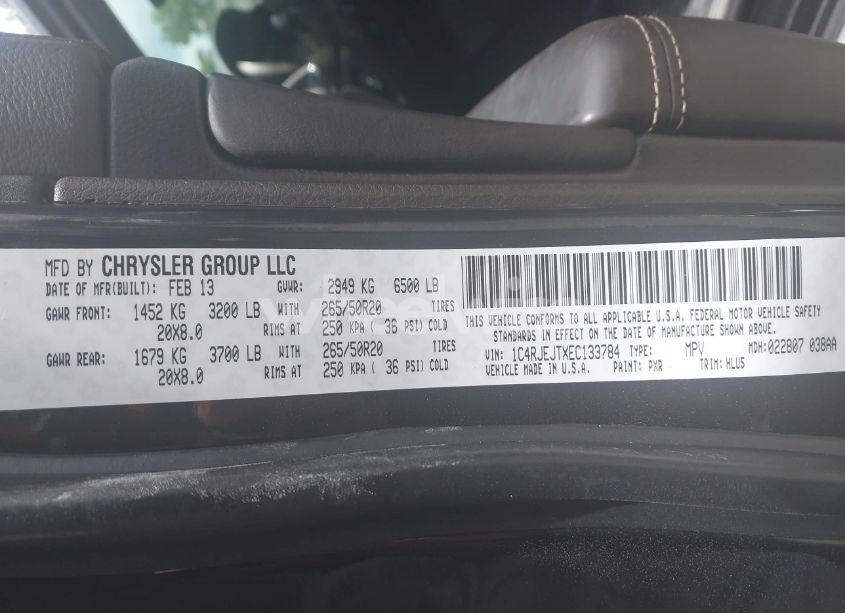 MFD BY CHRYSLER GROUP LLC
DATE OF MFR(BUILT): FEB 13 GVWR: 2949 KG 6500 LB
GAWR FRONT: 1452 KG 3200 LB WITH 265/50R20 TIRES
20X8.0 RIMS AT 250 KPA ( 36 PSI) COLD
GAWR REAR: 1679 KG 3700 LB WITH 265/50R20 TIRES
20X8.0 RIMS AT 250 KPA ( 36 PSI) COLD
THIS VEHICLE CONFORMS TO ALL APPLICABLE U.S.A. FEDERAL MOTOR VEHICLE SAFETY
STANDARDS IN EFFECT ON THE DATE OF MANUFACTURE SHOWN ABOVE.
VIN: 1C4RJEJTXEC133784 TYPE: MPV MDH: 022807 038AA
VEHICLE MADE IN U.S.A. PAINT: PXR TRIM: HLU5